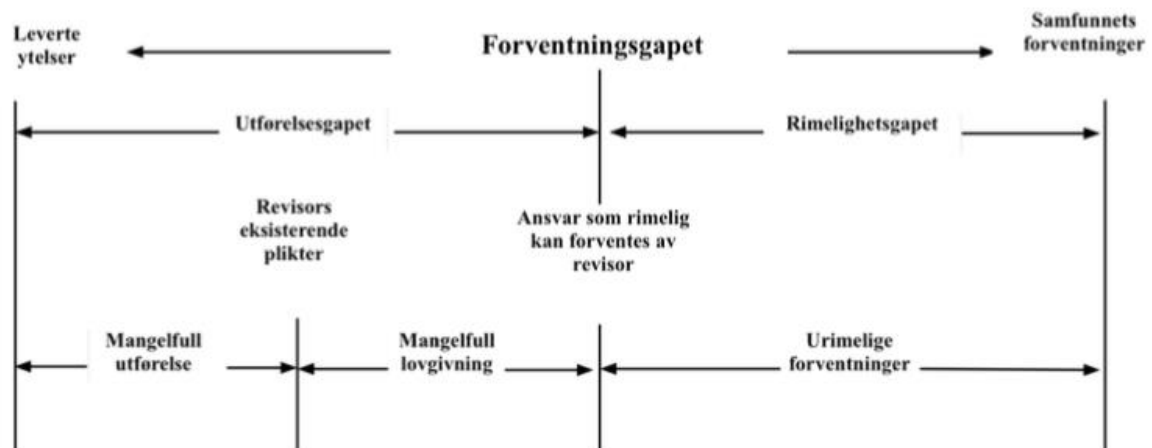 Leverte
ytelser
Forventningsgapet
Samfunnets
forventninger
Utførelsesgapet
Rimelighetsgapet
Revisors
eksisterende
plikter
Ansvar som rimelig
kan forventes av
revisor
Mangelfull
utførelse
Mangelfull
lovgivning
Urimelige
forventninger